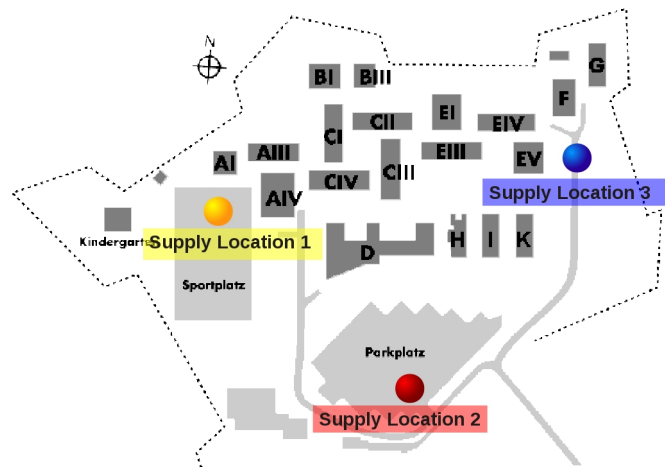 N
G
BI
BIII
F
EI
CI
CII
EIV
AI
AIII
EIII
EV
CIII
CIV
AIV
Supply Location 3
Kindergarten
Supply Location 1
D
H
I
K
Sportplatz
Parkplatz
Supply Location 2